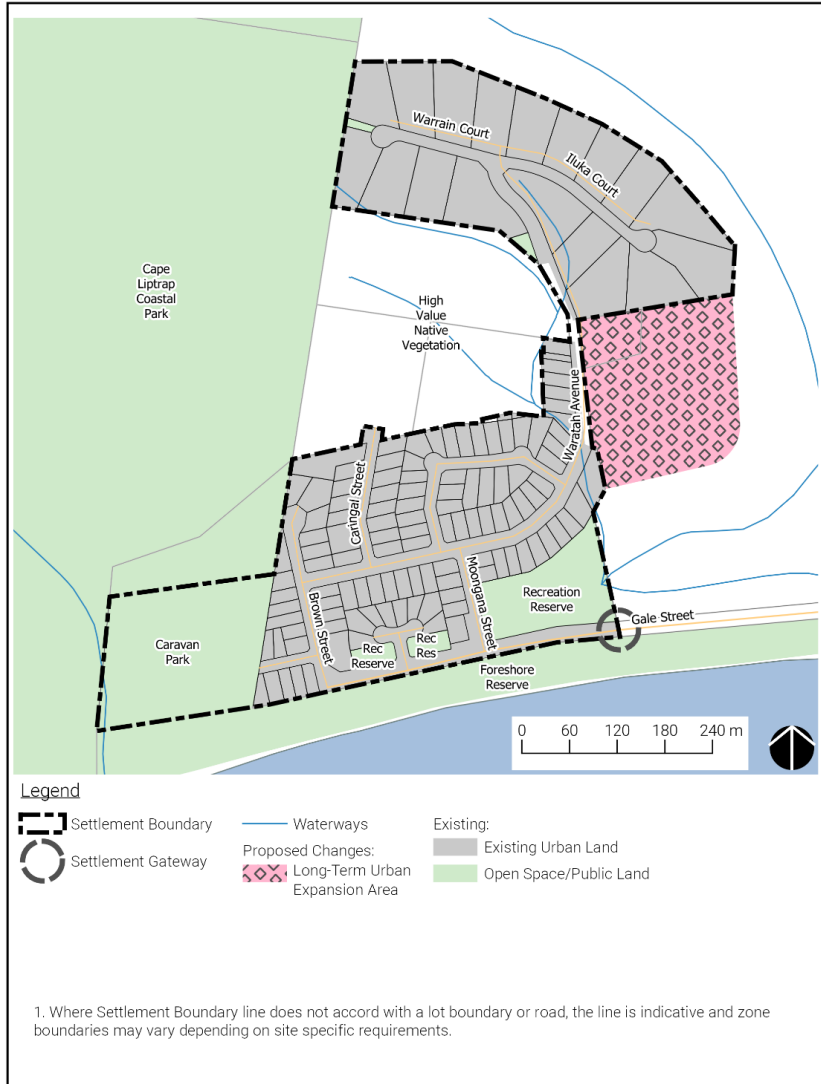 Warrain Court
Iluka Court
Cape
Liptrap
Coastal
Park
High
Value
Native
Vegetation
Waratah Avenue
Caringal Street
Brown Street
Moongana Street
Recreation
Reserve
Gale Street
Caravan
Park
Rec
Reserve
Rec
Res
Foreshore
Reserve
0 60 120 240 m
Legend
Settlement Boundary
Settlement Gateway
Waterways
Proposed Changes:
Long-Term Urban
Expansion Area
Existing:
Existing Urban Land
Open Space/Public Land
1. Where Settlement Boundary line does not accord with a lot boundary or road, the line is indicative and zone
boundaries may vary depending on site specific requirements.